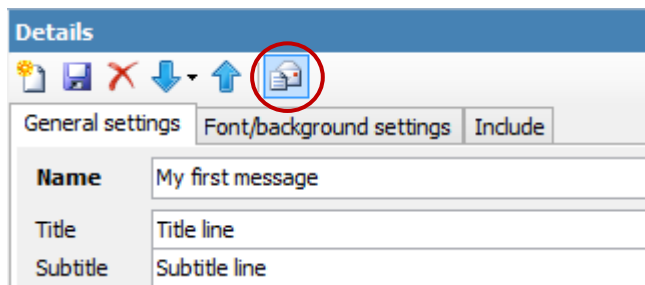 Details
General settings Font/background settings Include
Name My first message
Title Title line
Subtitle Subtitle line